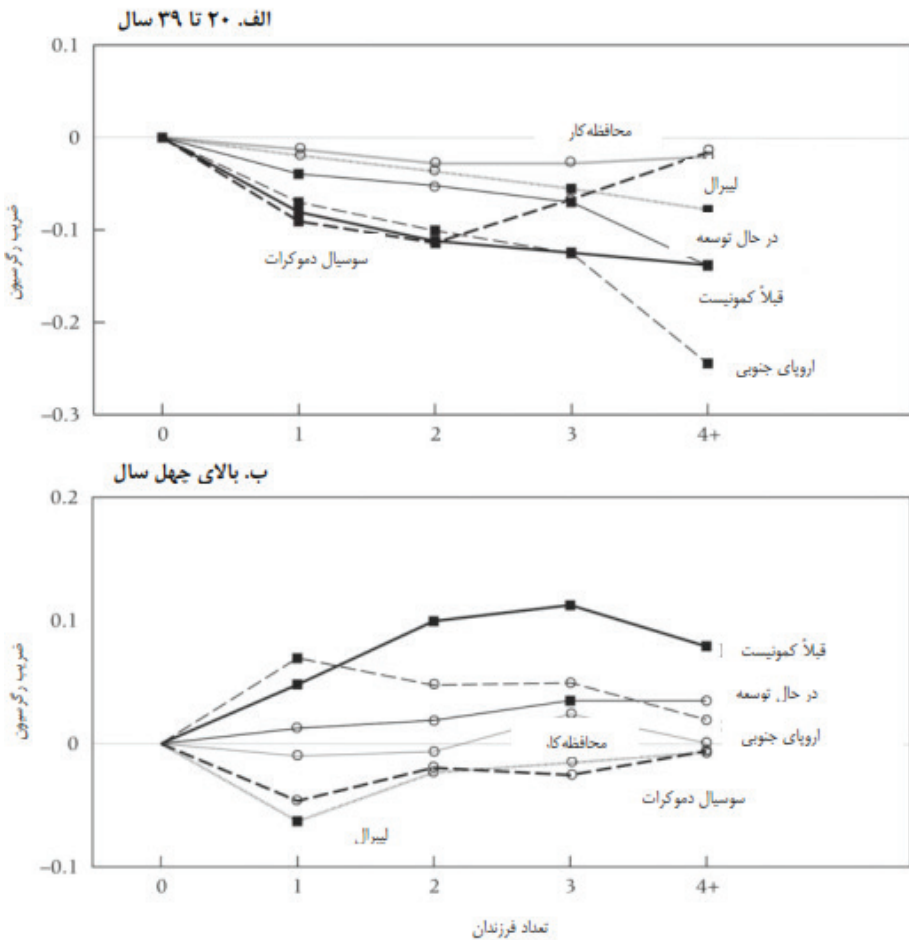 الف. ۲۰ تا ۳۹ سال
0.1
0
–0.1
–0.2
–0.3
ضریب رگرسیون
محافظه‌کار
لیبرال
در حال توسعه
سوسیال دموکرات
قبلاً کمونیست
اروپای جنوبی
0 1 2 3 4+
ب. بالای چهل سال
0.2
0.1
0
–0.1
ضریب رگرسیون
قبلاً کمونیست
در حال توسعه
اروپای جنوبی
محافظه‌کا
سوسیال دموکرات
لیبرال
0 1 2 3 4+
تعداد فرزندان